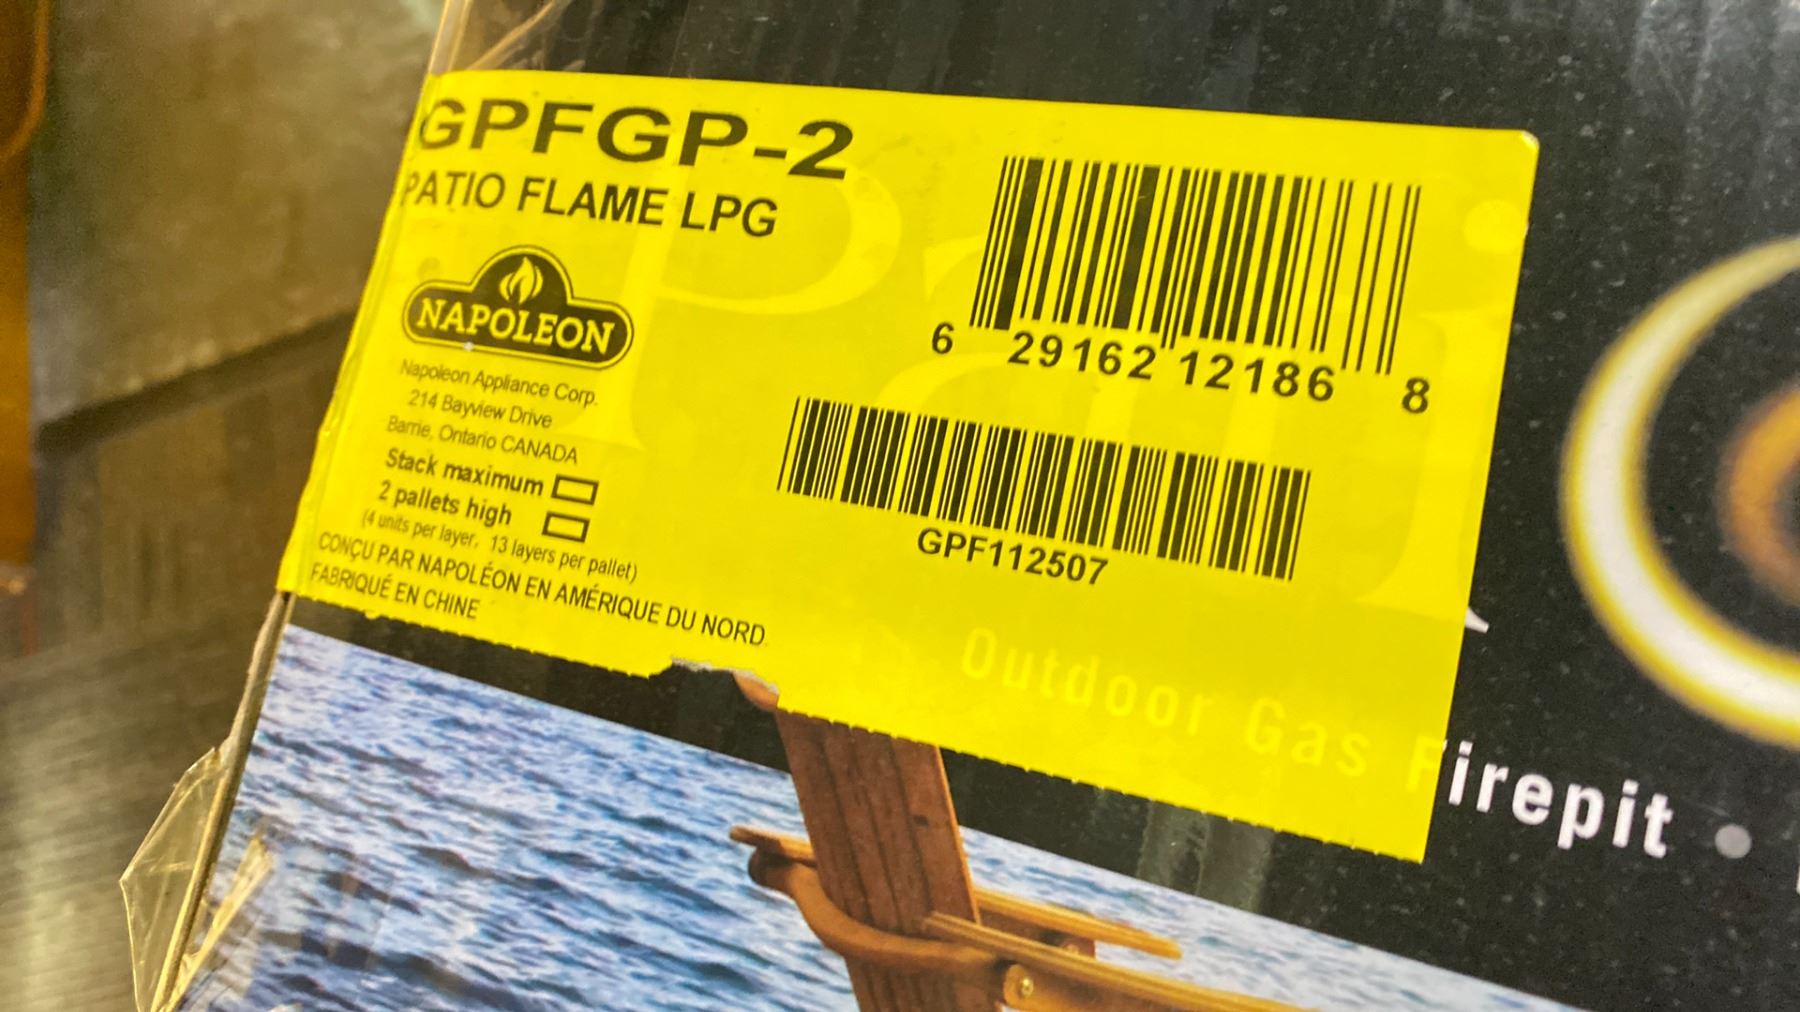 GPFGP-2
PATIO FLAME LPG
NAPOLEON
Napoleon Appliance Corp.
214 Bayview Drive
Barrie, Ontario CANADA
Stack maximum
2 pallets high
(4 units per layer, 13 layers per pallet)
CONÇU PAR NAPOLÉON EN AMÉRIQUE DU NORD
FABRIQUÉ EN CHINE
6 29162 12186 8
GPF112507
Outdoor Gas Firepit •